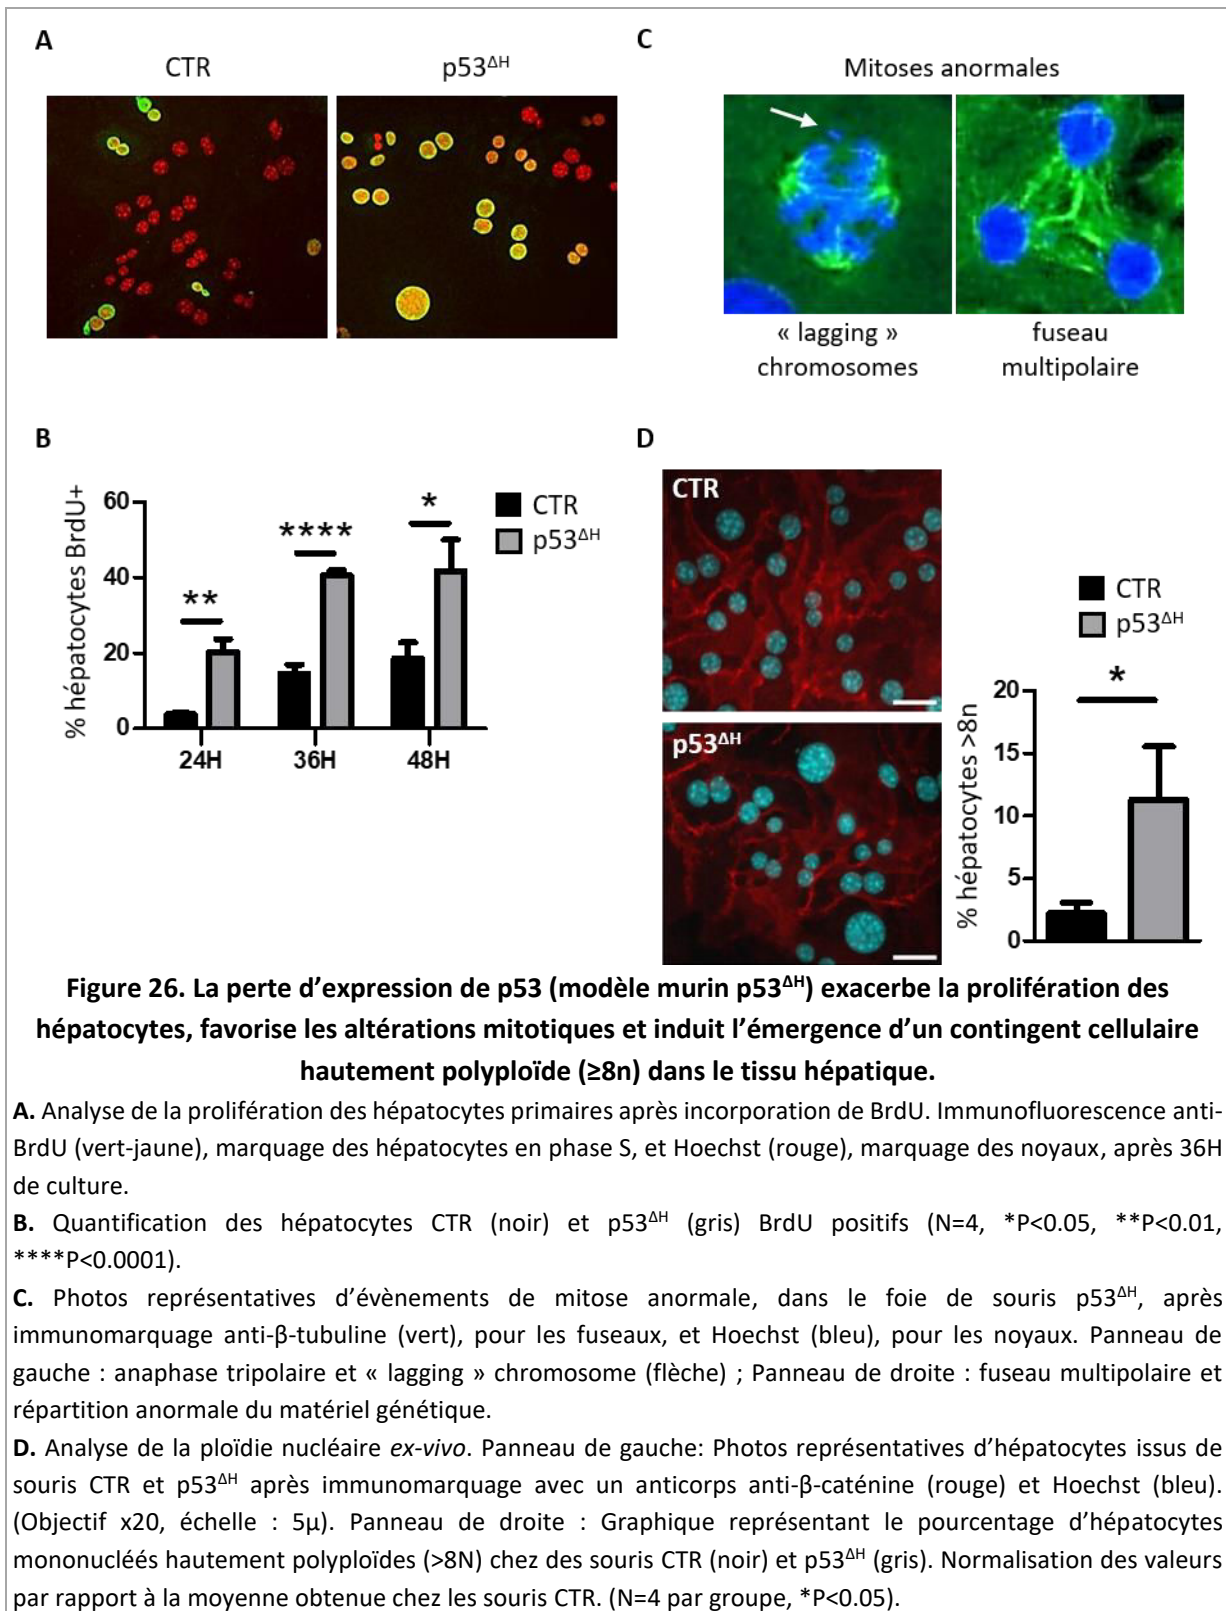 A
CTR
p53ΔH
C
Mitoses anormales
« lagging »
chromosomes
fuseau
multipolaire
B
% hépatocytes BrdU+
60
40
20
0
**
****
*
24H
36H
48H
CTR
p53ΔH
D
CTR
p53ΔH
CTR
p53ΔH
*
% hépatocytes >8n
20
15
10
5
0
Figure 26. La perte d’expression de p53 (modèle murin p53ΔH) exacerbe la prolifération des
hépatocytes, favorise les altérations mitotiques et induit l’émergence d’un contingent cellulaire
hautement polyploïde (≥8n) dans le tissu hépatique.
A. Analyse de la prolifération des hépatocytes primaires après incorporation de BrdU. Immunofluorescence anti-
BrdU (vert-jaune), marquage des hépatocytes en phase S, et Hoechst (rouge), marquage des noyaux, après 36H
de culture.
B. Quantification des hépatocytes CTR (noir) et p53ΔH (gris) BrdU positifs (N=4, *P<0.05, **P<0.01,
****P<0.0001).
C. Photos représentatives d’évènements de mitose anormale, dans le foie de souris p53ΔH, après
immunomarquage anti-β-tubuline (vert), pour les fuseaux, et Hoechst (bleu), pour les noyaux. Panneau de
gauche : anaphase tripolaire et « lagging » chromosome (flèche) ; Panneau de droite : fuseau multipolaire et
répartition anormale du matériel génétique.
D. Analyse de la ploïdie nucléaire ex-vivo. Panneau de gauche: Photos représentatives d’hépatocytes issus de
souris CTR et p53ΔH après immunomarquage avec un anticorps anti-β-caténine (rouge) et Hoechst (bleu).
(Objectif x20, échelle : 5μ). Panneau de droite : Graphique représentant le pourcentage d’hépatocytes
mononucléés hautement polyploïdes (>8N) chez des souris CTR (noir) et p53ΔH (gris). Normalisation des valeurs
par rapport à la moyenne obtenue chez les souris CTR. (N=4 par groupe, *P<0.05).